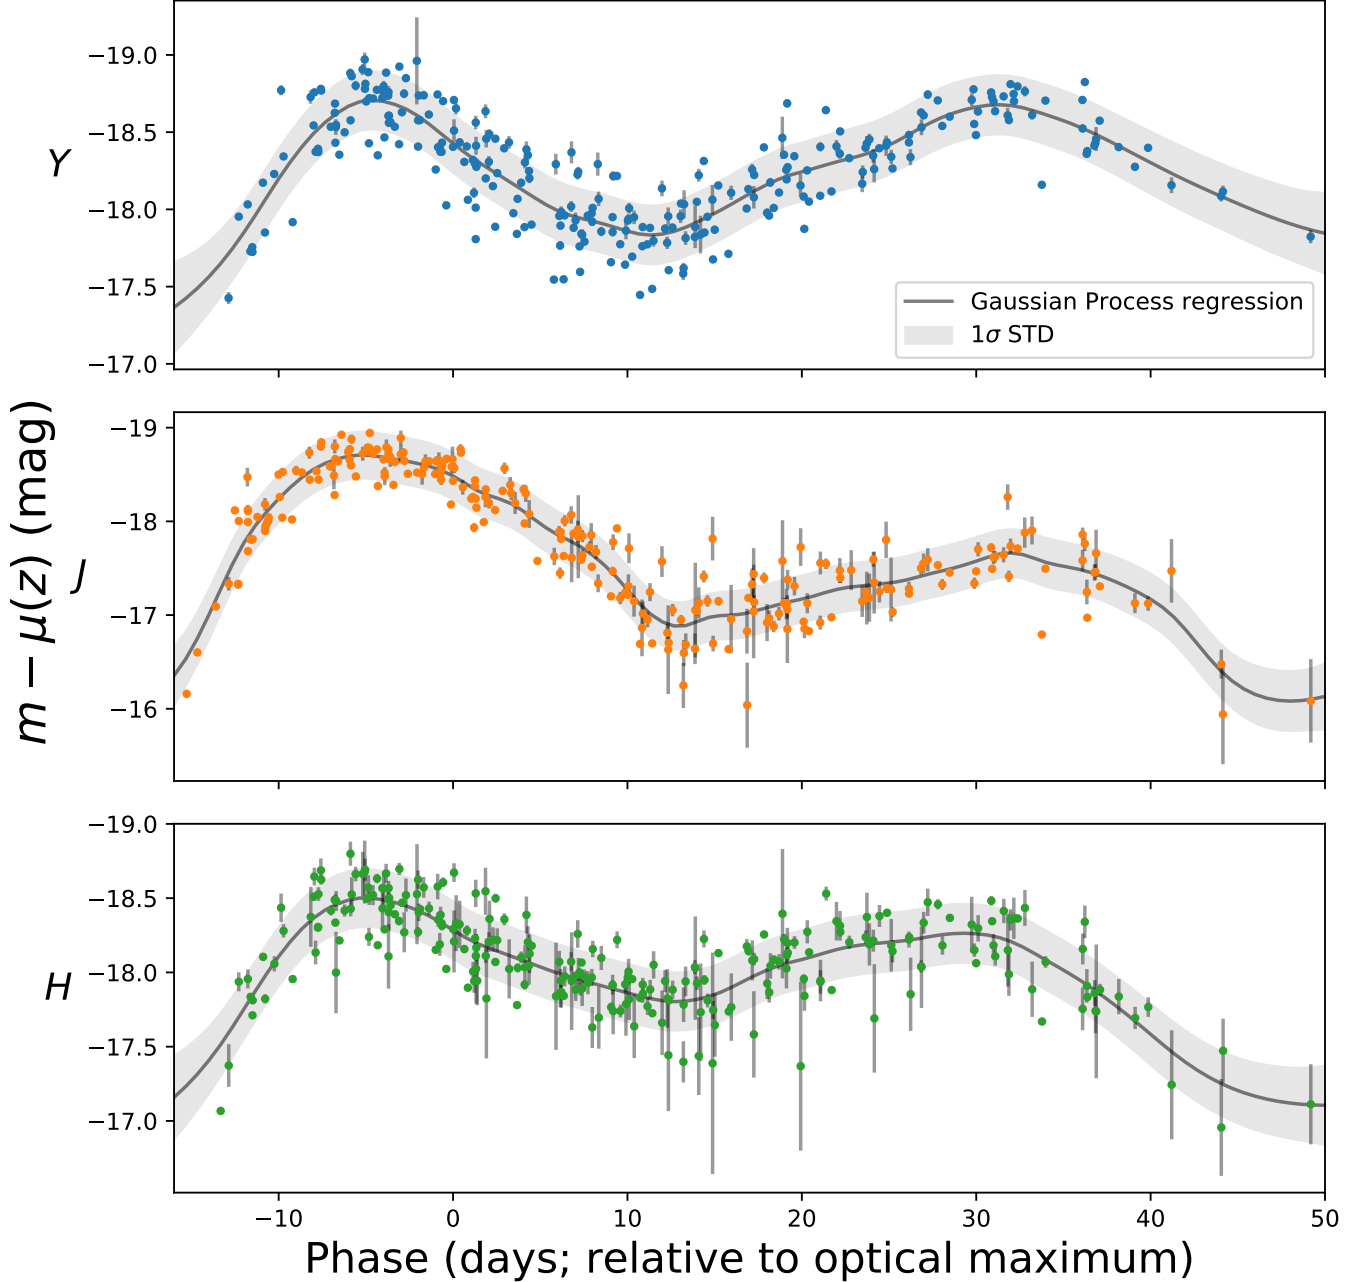 −19.0
−18.5
Y
−18.0
−17.5
−17.0
Gaussian Process regression
1σ STD
m − μ(z) (mag)
−19
−18
J
−17
−16
−19.0
−18.5
H
−18.0
−17.5
−17.0
−10 0 10 20 30 40 50
Phase (days; relative to optical maximum)